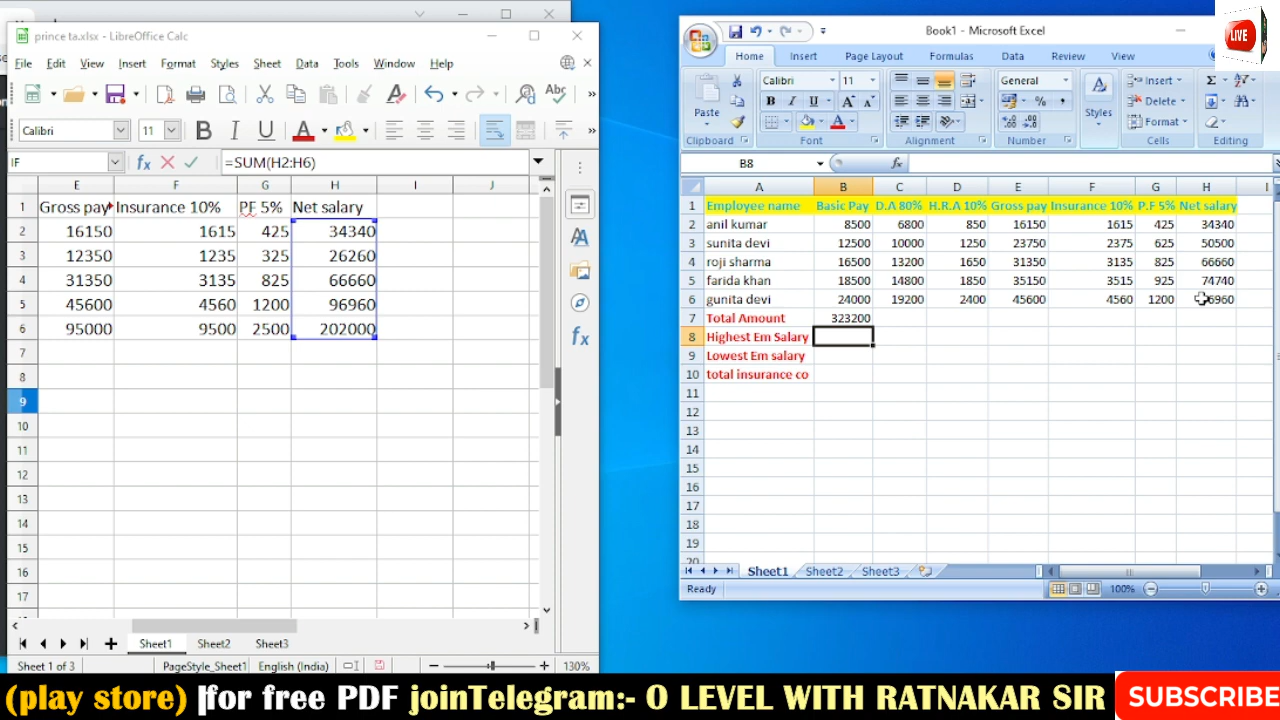 prince ta.xlsx - LibreOffice Calc
File Edit View Insert Format Styles Sheet Data Tools Window Help
Calibri 11
IF =SUM(H2:H6)
E F G H I J
1 Gross pay Insurance 10% PF 5% Net salary
2 16150 1615 425 34340
3 12350 1235 325 26260
4 31350 3135 825 66660
5 45600 4560 1200 96960
6 95000 9500 2500 202000
7
8
9
10
11
12
13
14
15
16
17
Sheet1 Sheet2 Sheet3
Sheet 1 of 3 PageStyle_Sheet1 English (India) 130%
Book1 - Microsoft Excel
LIVE
Home Insert Page Layout Formulas Data Review View
Paste Calibri 11 General Styles Insert Delete Format
Clipboard Font Alignment Number Cells Editing
B8
A B C D E F G H I
1 Employee name Basic Pay D.A 80% H.R.A 10% Gross pay Insurance 10% P.F 5% Net salary
2 anil kumar 8500 6800 850 16150 1615 425 34340
3 sunita devi 12500 10000 1250 23750 2375 625 50500
4 roji sharma 16500 13200 1650 31350 3135 825 66660
5 farida khan 18500 14800 1850 35150 3515 925 74740
6 gunita devi 24000 19200 2400 45600 4560 1200 96960
7 Total Amount 323200
8 Highest Em Salary
9 Lowest Em salary
10 total insurance co
11
12
13
14
15
16
17
18
19
20
Sheet1 Sheet2 Sheet3
Ready 100%
(play store) for free PDF joinTelegram:- O LEVEL WITH RATNAKAR SIR SUBSCRIBE